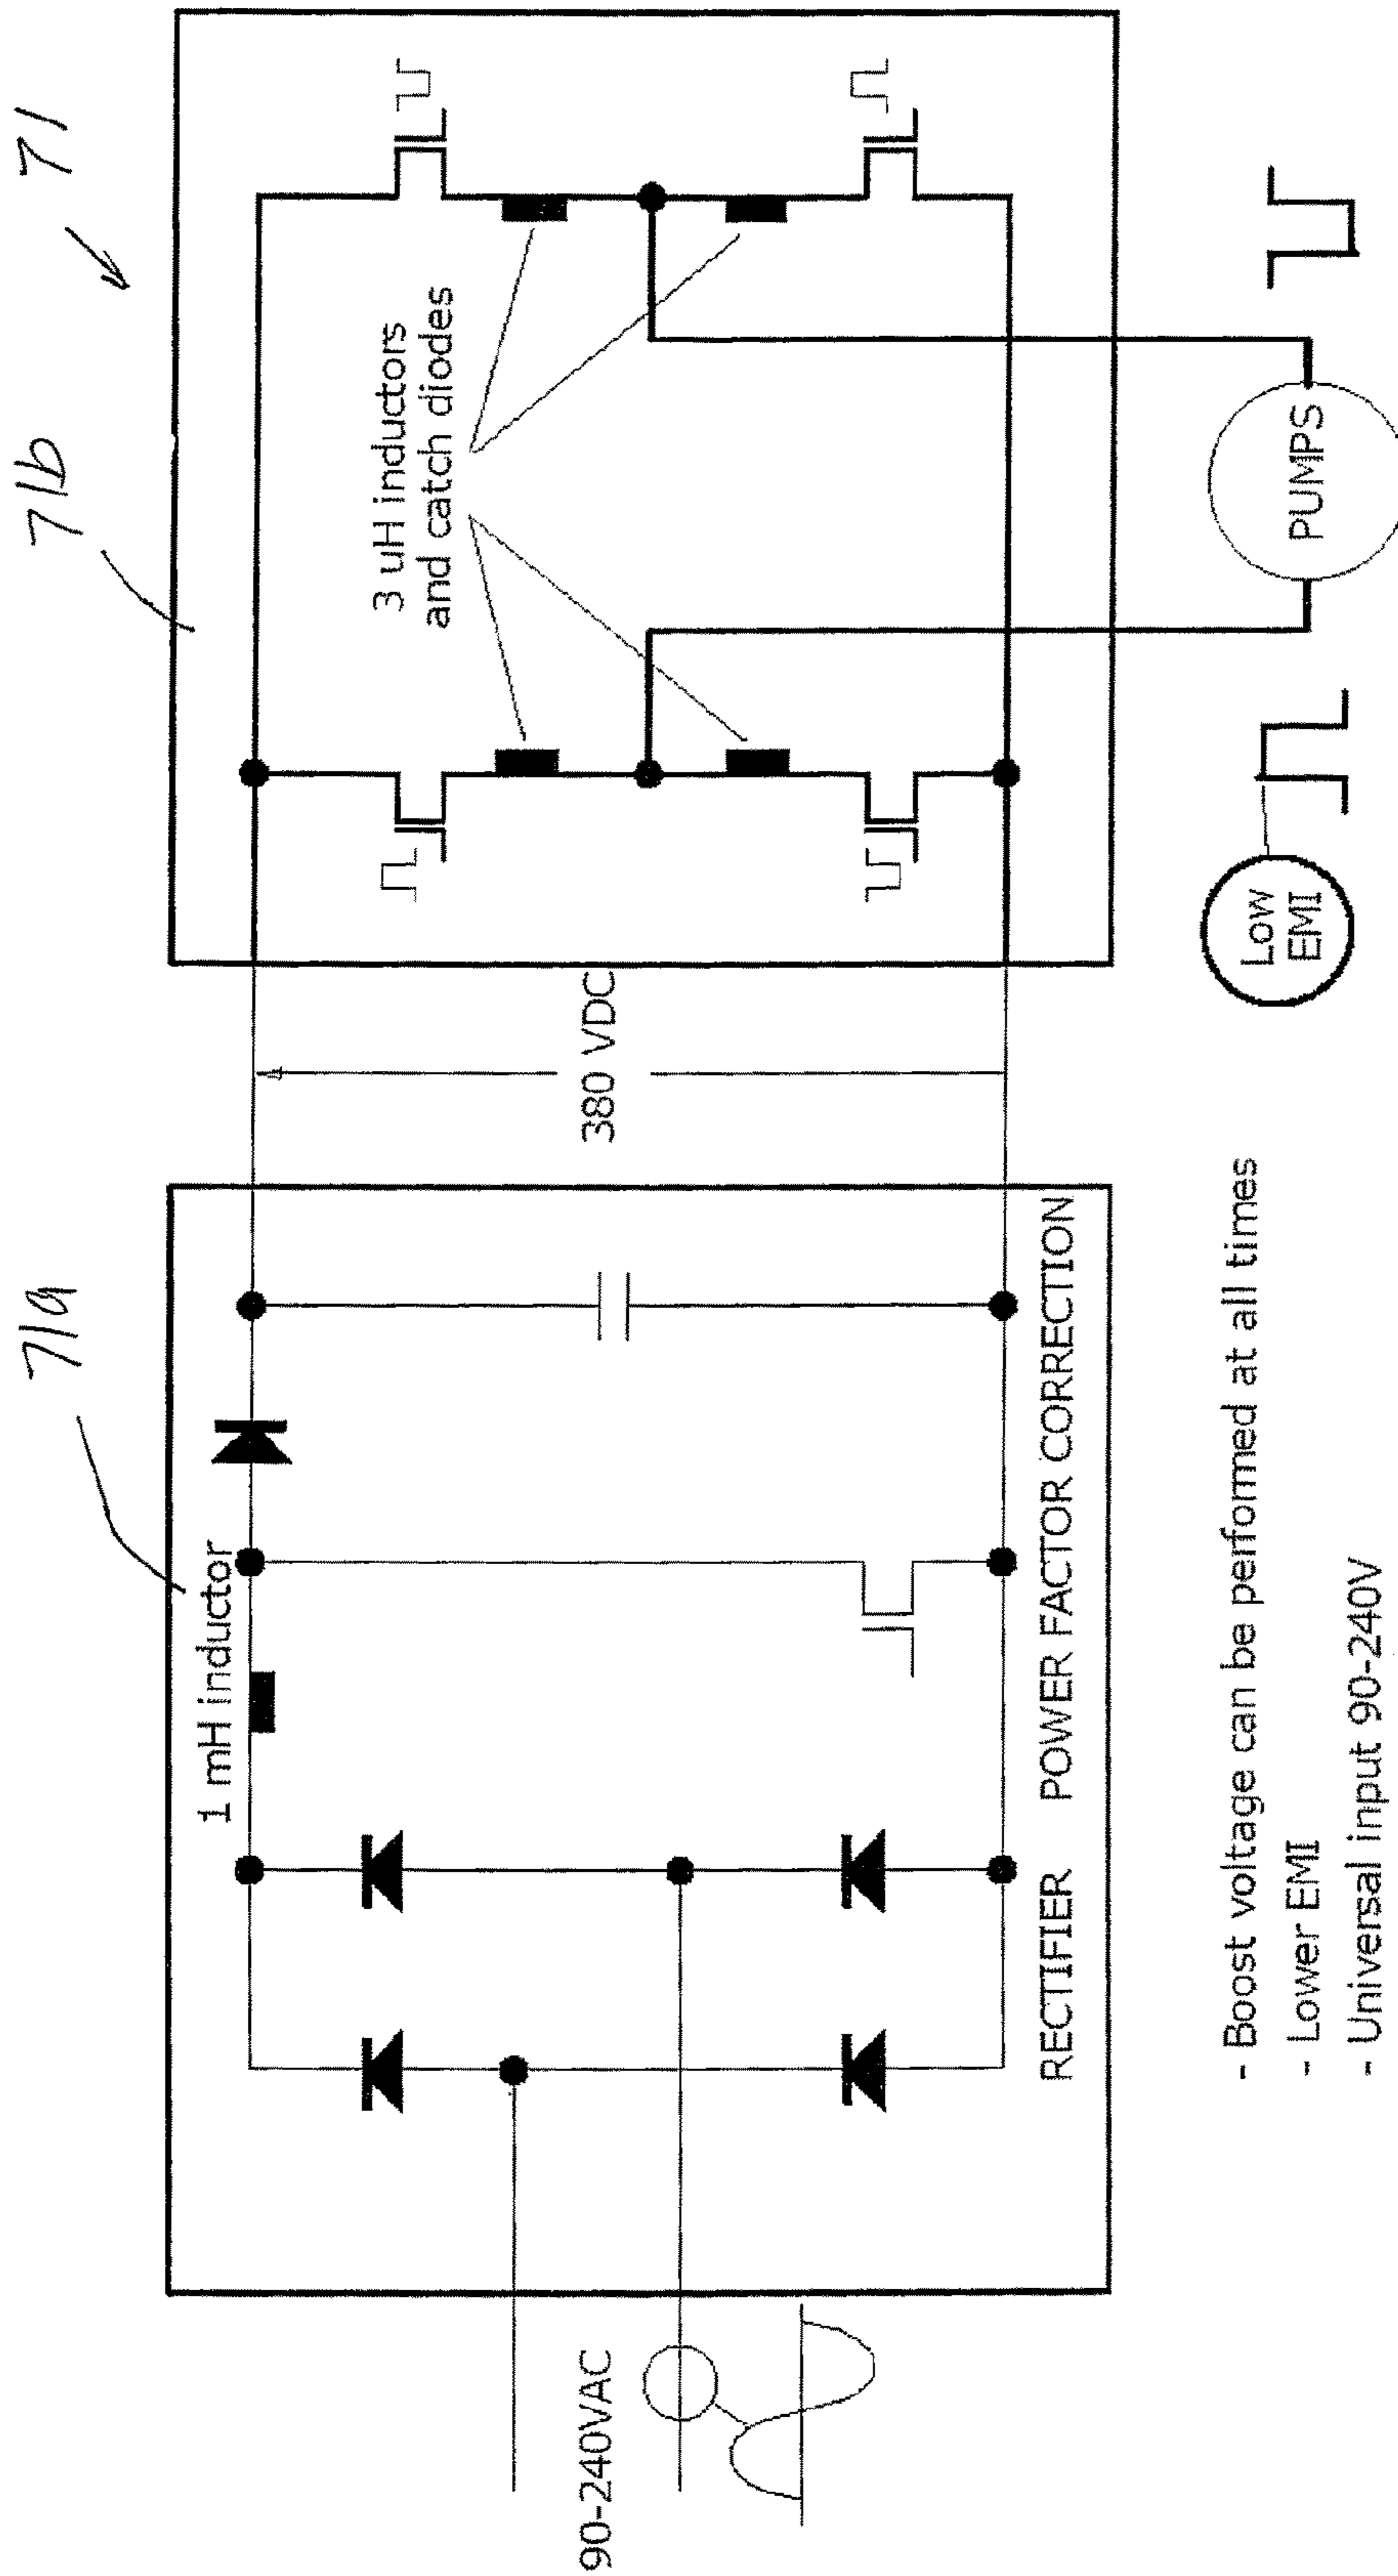 71
71a
71b
1 mH inductor
3 uH inductors
and catch diodes
90-240VAC
380 VDC
RECTIFIER POWER FACTOR CORRECTION
PUMPS
Low
EMI
- Boost voltage can be performed at all times
- Lower EMI
- Universal input 90-240V